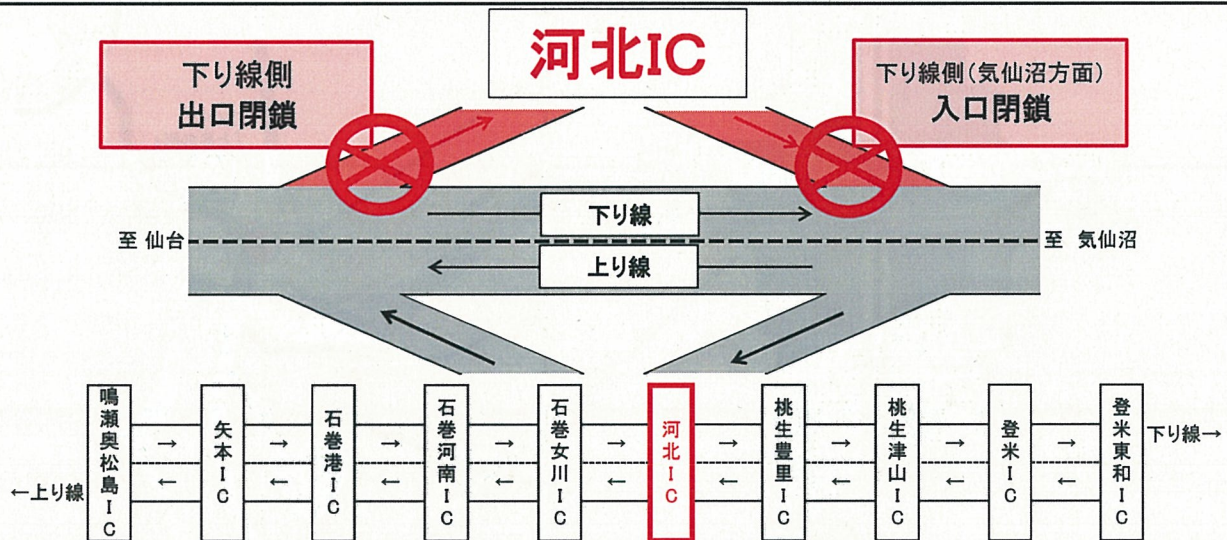 河北IC
下り線側
出口閉鎖
下り線側(気仙沼方面)
入口閉鎖
下り線
至 仙台
至 気仙沼
上り線
鳴瀬奥松島IC
矢本IC
石巻港IC
石巻河南IC
石巻女川IC
河北IC
桃生豊里IC
桃生津山IC
登米IC
登米東和IC
下り線→
←上り線